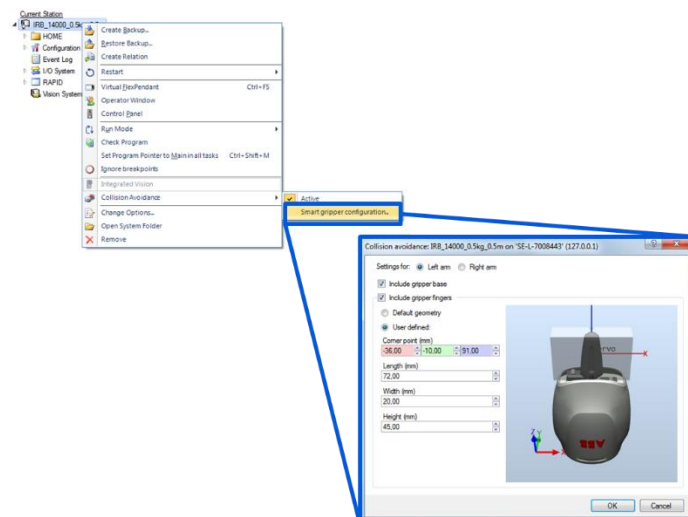 Current Station
IRB_14000_0.5kg_0.5m
HOME
Configuration
Event Log
I/O System
RAPID
Vision System
Create Backup...
Restore Backup...
Create Relation
Restart
Virtual FlexPendant Ctrl+F5
Operator Window
Control Panel
Run Mode
Check Program
Set Program Pointer to Main in all tasks Ctrl-Shift-M
Ignore breakpoints
Integrated Vision
Collision Avoidance
Change Options...
Open System Folder
Remove
Active
Smart gripper configuration...
Collision avoidance: IRB_14000_0.5kg_0.5m on 'SE-L-7008443' (127.0.0.1)
Settings for: Left arm Right arm
Include gripper base
Include gripper fingers
Default geometry
User defined:
Corner point (mm)
-36,00 -10,00 91,00
Length (mm)
72,00
Width (mm)
20,00
Height (mm)
45,00
X
Z Y
X
ABB
OK Cancel